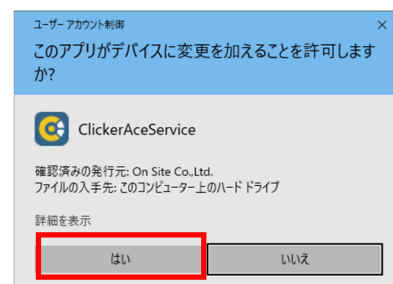 ユーザー アカウント制御
このアプリがデバイスに変更を加えることを許可します
か?
ClickerAceService
確認済みの発行元: On Site Co.,Ltd.
ファイルの入手先: このコンピューター上のハード ドライブ
詳細を表示
はい
いいえ